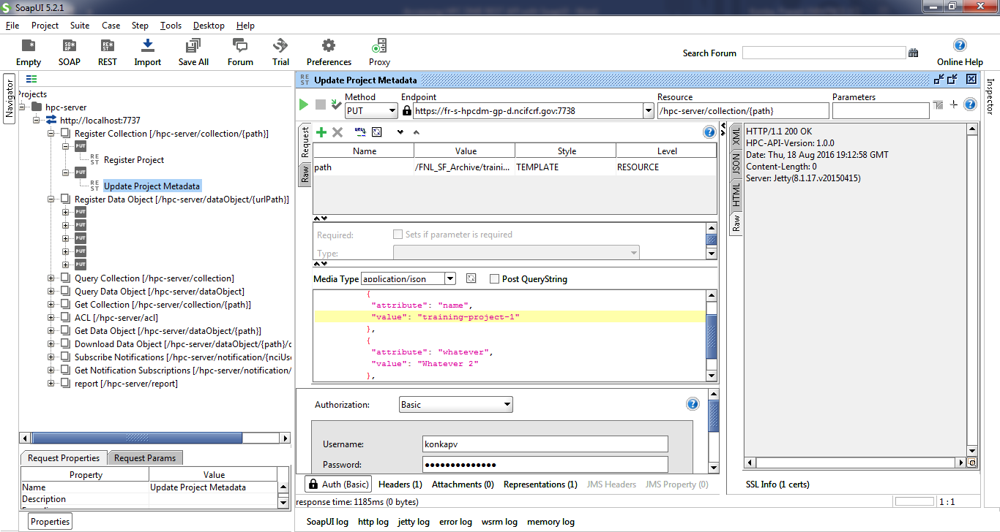 SoapUI 5.2.1
File Project Suite Case Step Tools Desktop Help
Empty SOAP REST Import Save All Forum Trial Preferences Proxy
Search Forum
Online Help
Navigator
Projects
hpc-server
http://localhost:7737
Register Collection [/hpc-server/collection/{path}]
PUT
REST Register Project
PUT
REST Update Project Metadata
Register Data Object [/hpc-server/dataObject/{urlPath}]
PUT
PUT
PUT
PUT
PUT
Query Collection [/hpc-server/collection]
Query Data Object [/hpc-server/dataObject]
Get Collection [/hpc-server/collection/{path}]
ACL [/hpc-server/acl]
Get Data Object [/hpc-server/dataObject/{path}]
Download Data Object [/hpc-server/dataObject/{path}/d
Subscribe Notifications [/hpc-server/notification/{nciUse
Get Notification Subscriptions [/hpc-server/notification/
report [/hpc-server/report]
Request Properties Request Params
Property Value
Name Update Project Metadata
Description
Properties
REST Update Project Metadata
Method Endpoint Resource Parameters
PUT https://fr-s-hpcdm-gp-d.ncifcrf.gov:7738 /hpc-server/collection/{path}
Request
Raw
Name Value Style Level
path /FNL_SF_Archive/traini... TEMPLATE RESOURCE
Required: Sets if parameter is required
Type:
Media Type application/json Post QueryString
{
"attribute": "name",
"value": "training-project-1"
},
{
"attribute": "whatever",
"value": "Whatever 2"
},
Authorization: Basic
Username: konkapv
Password: ●●●●●●●●●●●●●●
Auth (Basic) Headers (1) Attachments (0) Representations (1) JMS Headers JMS Property (0)
response time: 1185ms (0 bytes)
XML
JSON
HTML
Raw
HTTP/1.1 200 OK
HPC-API-Version: 1.0.0
Date: Thu, 18 Aug 2016 19:12:58 GMT
Content-Length: 0
Server: Jetty(8.1.17.v20150415)
SSL Info (1 certs)
1 : 1
Inspector
SoapUI log http log jetty log error log wsrm log memory log